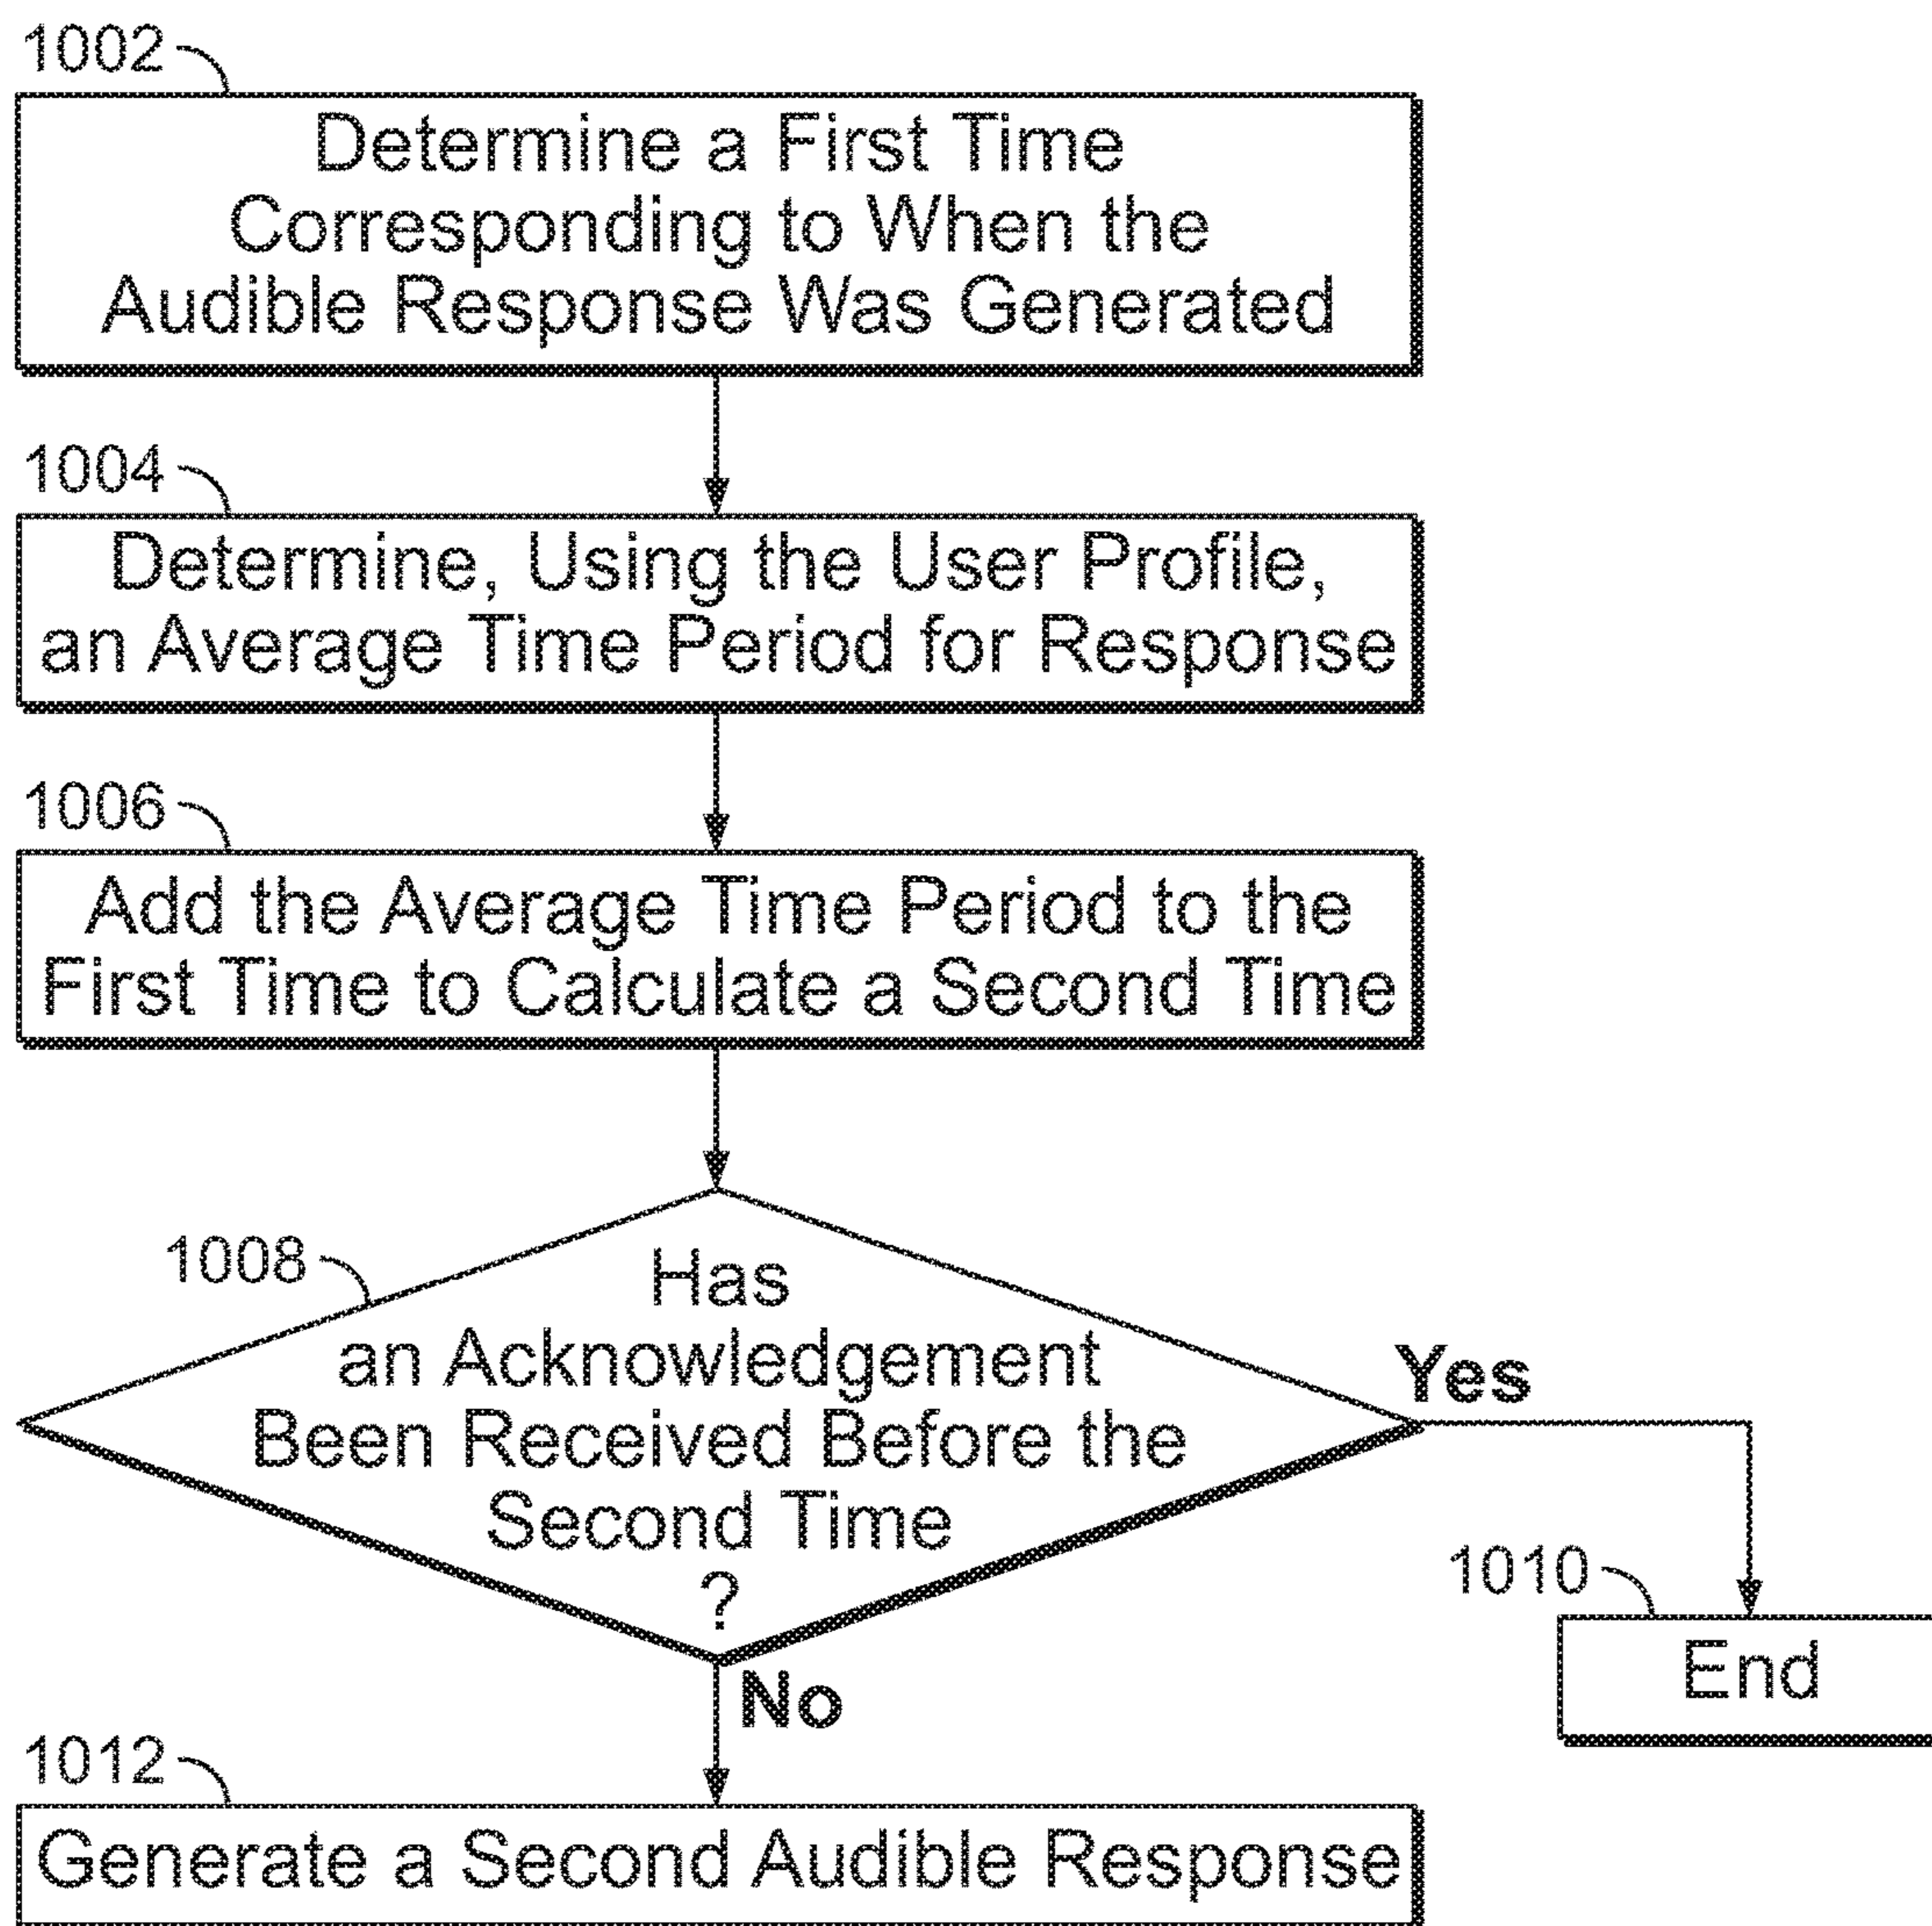 1002
Determine a First Time
Corresponding to When the
Audible Response Was Generated
1004
Determine, Using the User Profile,
an Average Time Period for Response
1006
Add the Average Time Period to the
First Time to Calculate a Second Time
1008
Has
an Acknowledgement
Been Received Before the
Second Time
?
Yes
1010
End
No
1012
Generate a Second Audible Response